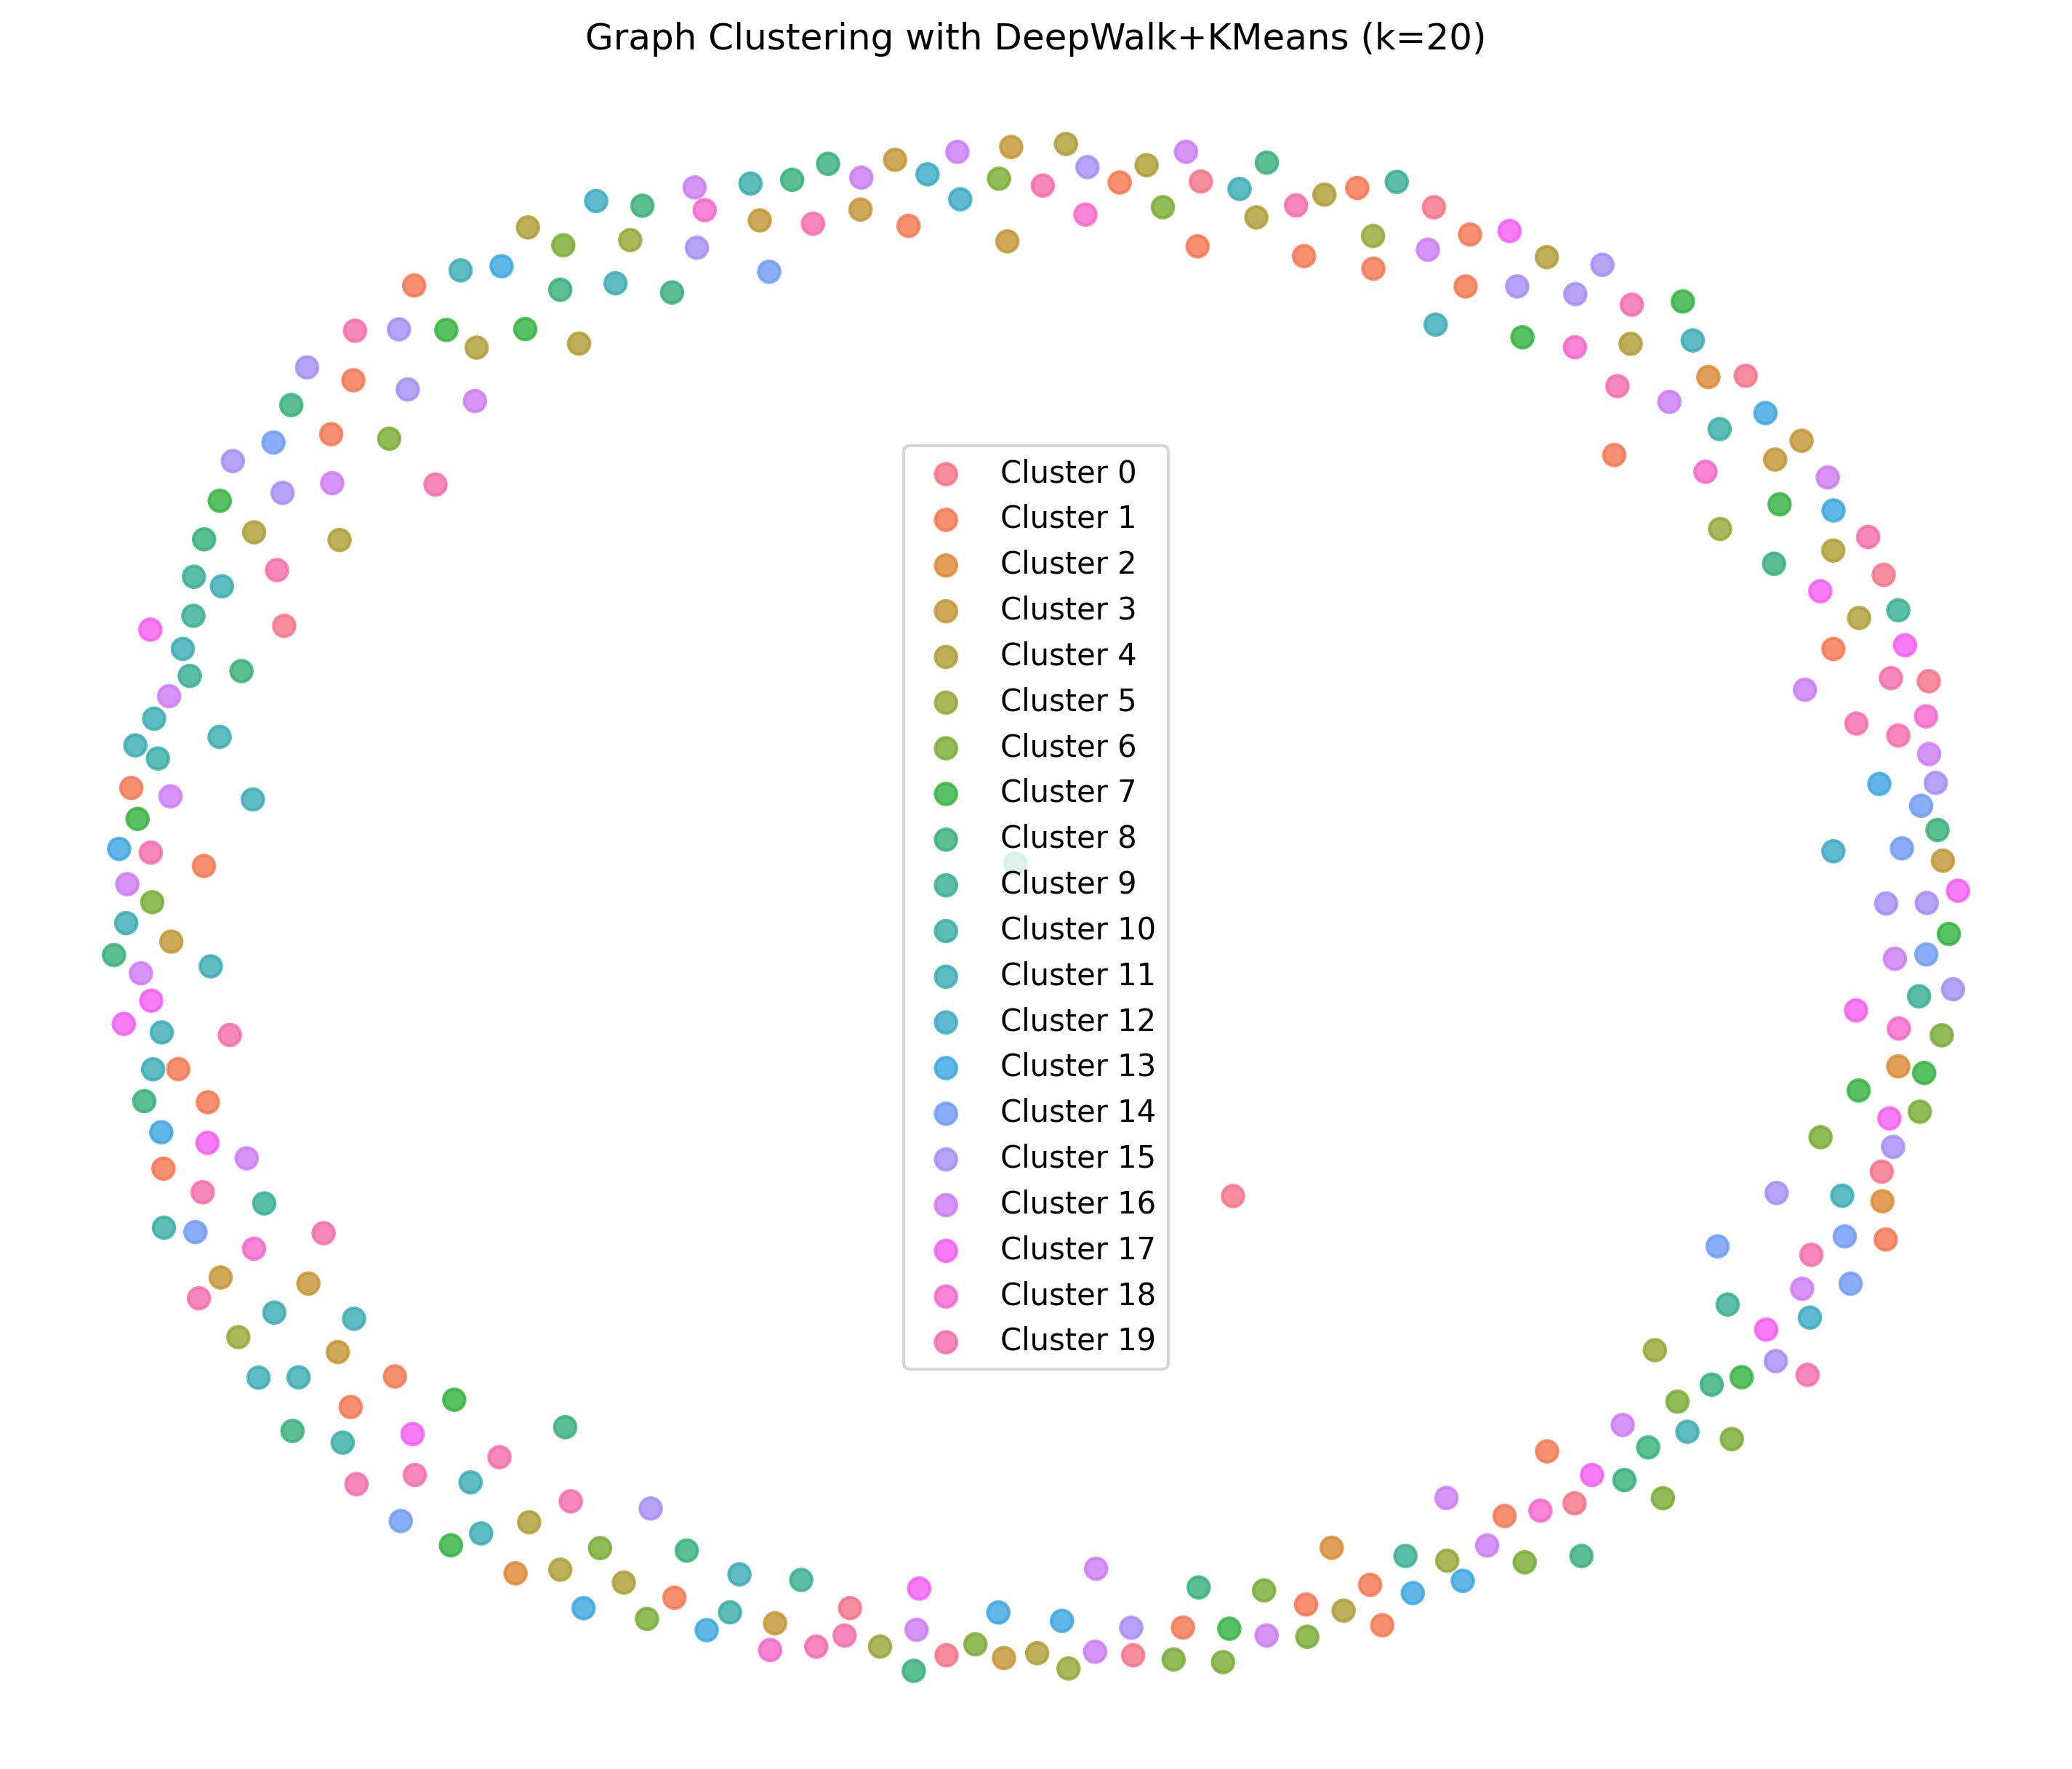 Graph Clustering with DeepWalk+KMeans (k=20)
Cluster 0
Cluster 1
Cluster 2
Cluster 3
Cluster 4
Cluster 5
Cluster 6
Cluster 7
Cluster 8
Cluster 9
Cluster 10
Cluster 11
Cluster 12
Cluster 13
Cluster 14
Cluster 15
Cluster 16
Cluster 17
Cluster 18
Cluster 19